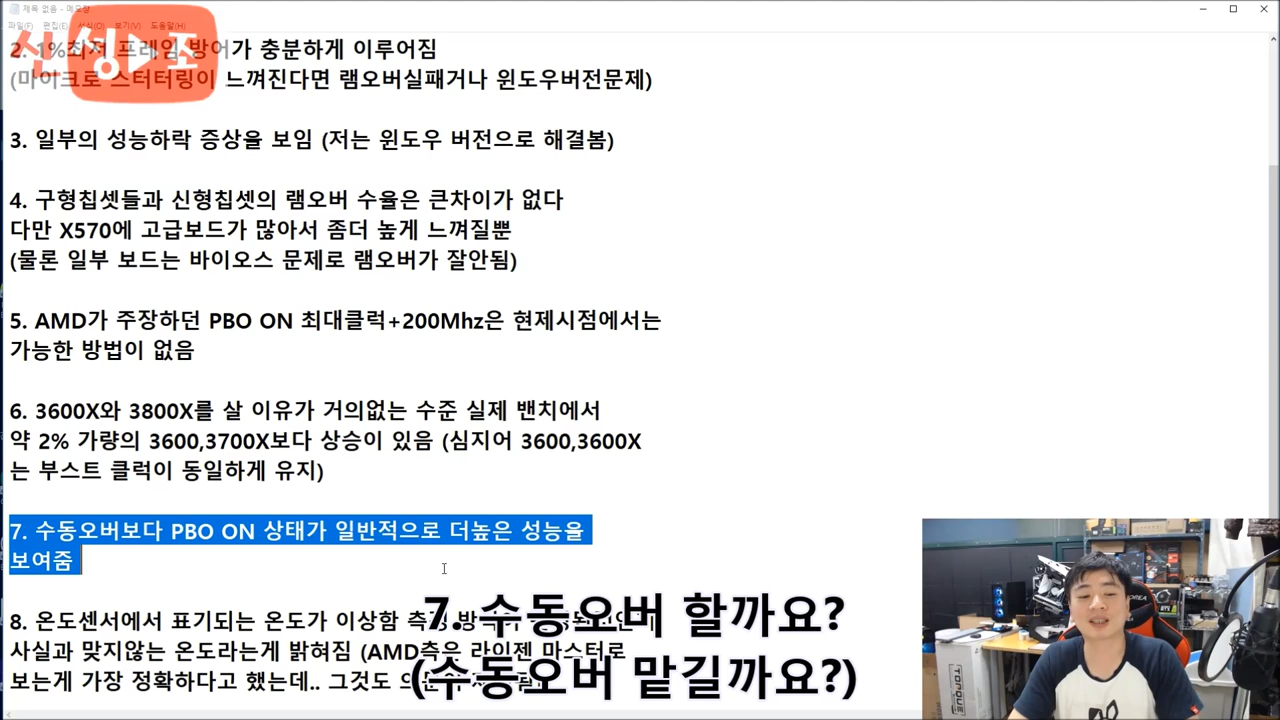 제목 없음 - 메모장
파일(F) 편집(E) 서식(O) 보기(V) 도움말(H)
신성조
2. 1%최저 프레임 방어가 충분하게 이루어짐
(마이크로 스터터링이 느껴진다면 램오버실패거나 윈도우버전문제)
3. 일부의 성능하락 증상을 보임 (저는 윈도우 버전으로 해결봄)
4. 구형칩셋들과 신형칩셋의 램오버 수율은 큰차이가 없다
다만 X570에 고급보드가 많아서 좀더 높게 느껴질뿐
(물론 일부 보드는 바이오스 문제로 램오버가 잘안됨)
5. AMD가 주장하던 PBO ON 최대클럭+200Mhz은 현제시점에서는
가능한 방법이 없음
6. 3600X와 3800X를 살 이유가 거의없는 수준 실제 밴치에서
약 2% 가량의 3600,3700X보다 상승이 있음 (심지어 3600,3600X
는 부스트 클럭이 동일하게 유지)
7. 수동오버보다 PBO ON 상태가 일반적으로 더높은 성능을
보여줌
8. 온도센서에서 표기되는 온도가 이상함 측정
사실과 맞지않는 온도라는게 밝혀짐 (AMD측은 라이젠 마스터로
보는게 가장 정확하다고 했는데.. 그것도
7. 수동오버 할까요?
(수동오버 맡길까요?)